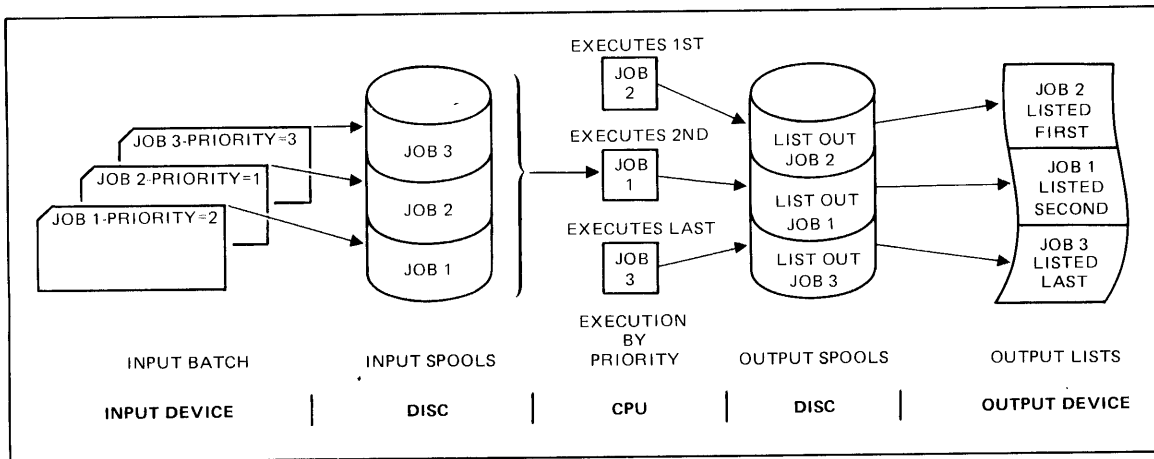 JOB 3-PRIORITY=3
JOB 2-PRIORITY=1
JOB 1-PRIORITY=2
INPUT BATCH
INPUT DEVICE
JOB 3
JOB 2
JOB 1
INPUT SPOOLS
DISC
EXECUTES 1ST
JOB
2
EXECUTES 2ND
JOB
1
EXECUTES LAST
JOB
3
EXECUTION
BY
PRIORITY
CPU
LIST OUT
JOB 2
LIST OUT
JOB 1
LIST OUT
JOB 3
OUTPUT SPOOLS
DISC
JOB 2
LISTED
FIRST
JOB 1
LISTED
SECOND
JOB 3
LISTED
LAST
OUTPUT LISTS
OUTPUT DEVICE